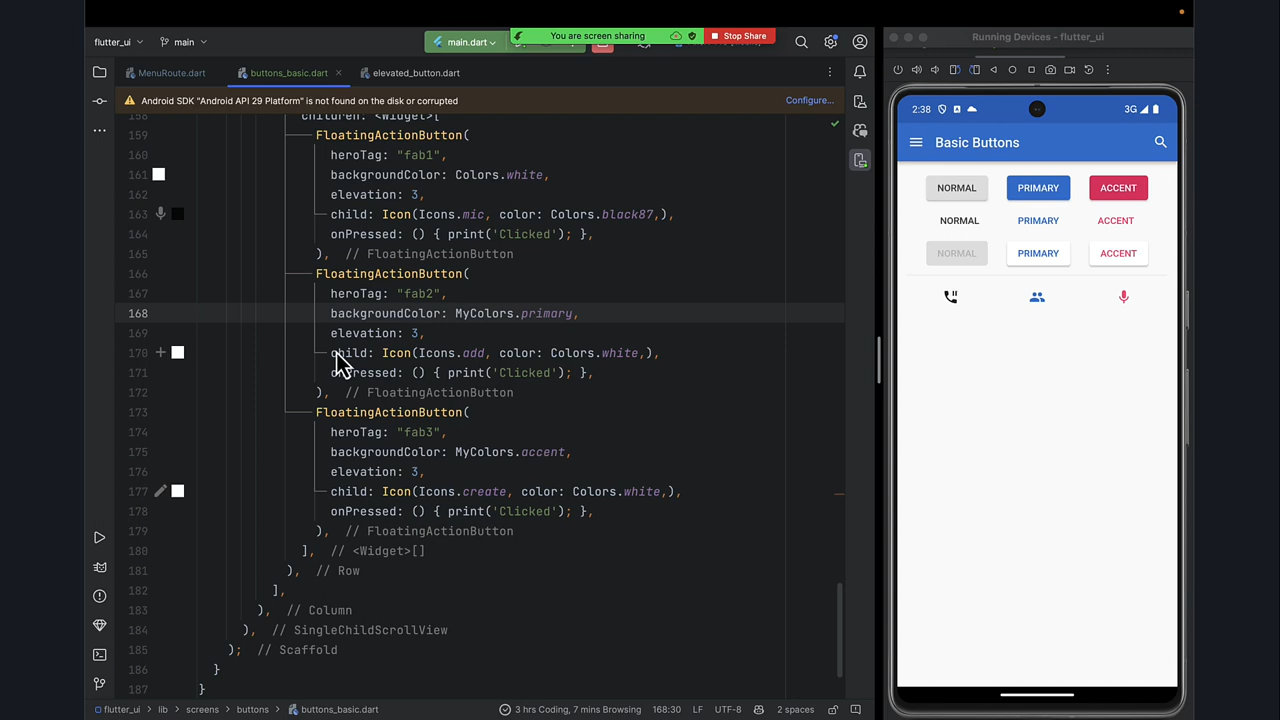 You are screen sharing
Stop Share
flutter_ui
main
main.dart
Running Devices - flutter_ui
MenuRoute.dart
buttons_basic.dart
elevated_button.dart
Android SDK "Android API 29 Platform" is not found on the disk or corrupted
Configure...
158 children: <Widget>[
159 FloatingActionButton(
160 heroTag: "fab1",
161 backgroundColor: Colors.white,
162 elevation: 3,
163 child: Icon(Icons.mic, color: Colors.black87,),
164 onPressed: () { print('Clicked'); },
165 ), // FloatingActionButton
166 FloatingActionButton(
167 heroTag: "fab2",
168 backgroundColor: MyColors.primary,
169 elevation: 3,
170 child: Icon(Icons.add, color: Colors.white,),
171 onPressed: () { print('Clicked'); },
172 ), // FloatingActionButton
173 FloatingActionButton(
174 heroTag: "fab3",
175 backgroundColor: MyColors.accent,
176 elevation: 3,
177 child: Icon(Icons.create, color: Colors.white,),
178 onPressed: () { print('Clicked'); },
179 ), // FloatingActionButton
180 ], // <Widget>[]
181 ), // Row
182 ],
183 ), // Column
184 ), // SingleChildScrollView
185 ); // Scaffold
186 }
187 }
flutter_ui > lib > screens > buttons > buttons_basic.dart
3 hrs Coding, 7 mins Browsing
168:30 LF UTF-8 2 spaces
2:38
3G
Basic Buttons
NORMAL PRIMARY ACCENT
NORMAL PRIMARY ACCENT
NORMAL PRIMARY ACCENT